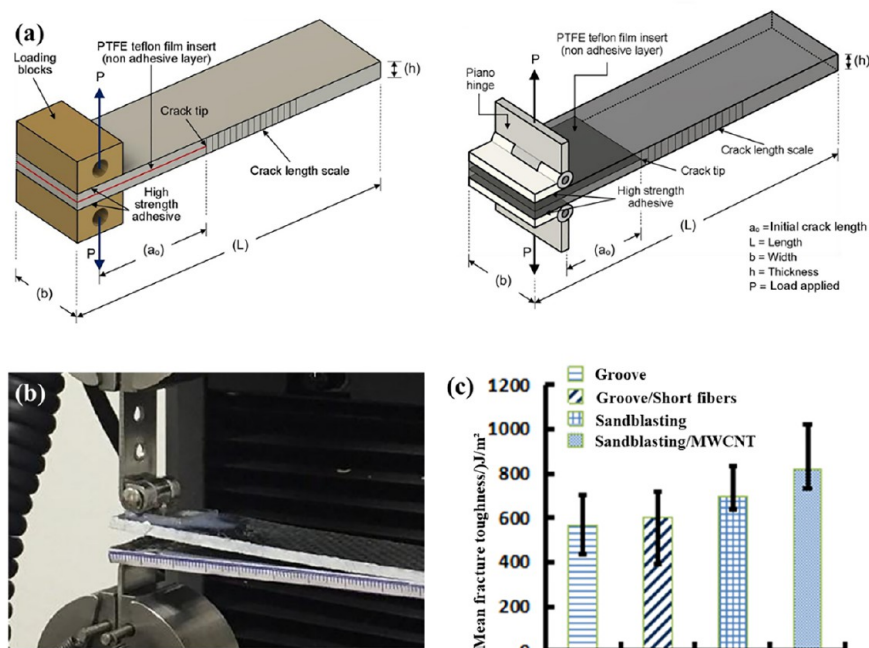 (a)
Loading
blocks
P
PTFE teflon film insert
(non adhesive layer)
(h)
Crack tip
Crack length scale
High
strength
adhesive
P
(a₀)
(L)
(b)
Piano
hinge
P
PTFE teflon film insert
(non adhesive layer)
(h)
Crack length scale
Crack tip
High strength
adhesive
(L)
P
(a₀)
(b)
a₀ =Initial crack length
L = Length
b = Width
h = Thickness
P = Load applied
(b)
(c)
Groove
Groove/Short fibers
Sandblasting
Sandblasting/MWCNT
Mean fracture toughness/)J/m²
1200
1000
800
600
400
200
0